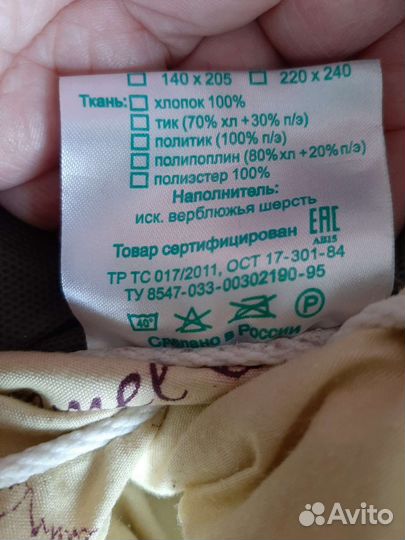 140 х 205 220 х 240
Ткань: хлопок 100%
тик (70% хл +30% п/э)
политик (100% п/э)
полипоплин (80%хл +20%п/э)
полиэстер 100%
Наполнитель:
иск. верблюжья шерсть
Товар сертифицирован EAC
АВ15
ТР ТС 017/2011, ОСТ 17-301-84
ТУ 8547-033-00302190-95
40° P
Сделано в России
Avito